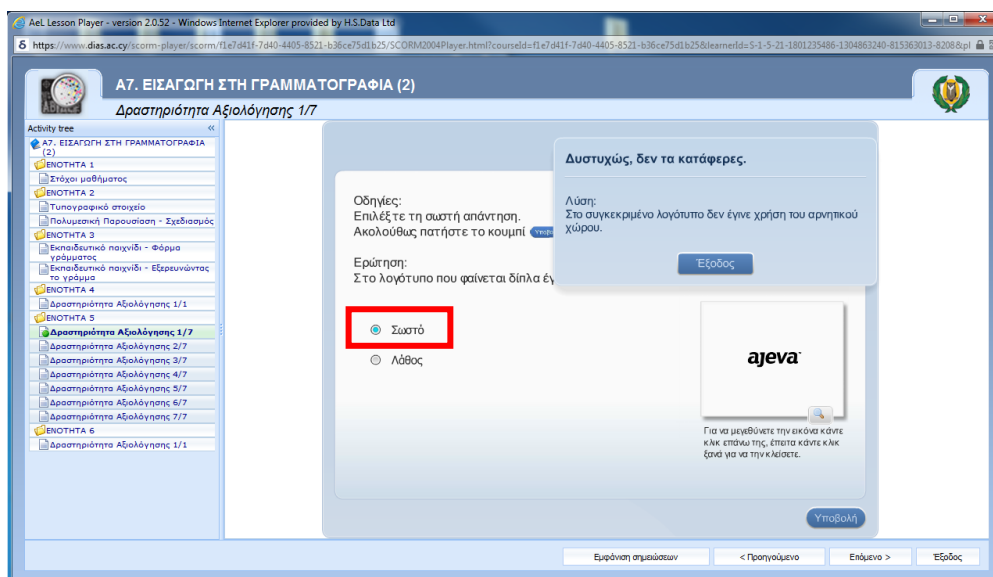 AeL Lesson Player - version 2.0.52 - Windows Internet Explorer provided by H.S.Data Ltd
https://www.dias.ac.cy/scorm-player/scorm/f1e7d41f-7d40-4405-8521-b36ce75d1b25/SCORM2004Player.html?courseId=f1e7d41f-7d40-4405-8521-b36ce75d1b25&learnerId=S-1-5-21-1801235486-1304863240-815363013-8208&pl
Α7. ΕΙΣΑΓΩΓΗ ΣΤΗ ΓΡΑΜΜΑΤΟΓΡΑΦΙΑ (2)
Δραστηριότητα Αξιολόγησης 1/7
Activity tree
Α7. ΕΙΣΑΓΩΓΗ ΣΤΗ ΓΡΑΜΜΑΤΟΓΡΑΦΙΑ
(2)
ΕΝΟΤΗΤΑ 1
Στόχοι μαθήματος
ΕΝΟΤΗΤΑ 2
Τυπογραφικό στοιχείο
Πολυμεσική Παρουσίαση - Σχεδιασμός
ΕΝΟΤΗΤΑ 3
Εκπαιδευτικό παιχνίδι - Φόρμα
γράμματος
Εκπαιδευτικό παιχνίδι - Εξερευνώντας
το γράμμα
ΕΝΟΤΗΤΑ 4
Δραστηριότητα Αξιολόγησης 1/1
ΕΝΟΤΗΤΑ 5
Δραστηριότητα Αξιολόγησης 1/7
Δραστηριότητα Αξιολόγησης 2/7
Δραστηριότητα Αξιολόγησης 3/7
Δραστηριότητα Αξιολόγησης 4/7
Δραστηριότητα Αξιολόγησης 5/7
Δραστηριότητα Αξιολόγησης 6/7
Δραστηριότητα Αξιολόγησης 7/7
ΕΝΟΤΗΤΑ 6
Δραστηριότητα Αξιολόγησης 1/1
Οδηγίες:
Επιλέξτε τη σωστή απάντηση.
Ακολούθως πατήστε το κουμπί
Ερώτηση:
Στο λογότυπο που φαίνεται δίπλα έγ
Σωστό
Λάθος
Δυστυχώς, δεν τα κατάφερες.
Λύση:
Στο συγκεκριμένο λογότυπο δεν έγινε χρήση του αρνητικού
χώρου.
Έξοδος
ajeva
Για να μεγεθύνετε την εικόνα κάντε
κλικ επάνω της, έπειτα κάντε κλικ
ξανά για να την κλείσετε.
Υποβολή
Εμφάνιση σημειώσεων
< Προηγούμενο
Επόμενο >
Έξοδος